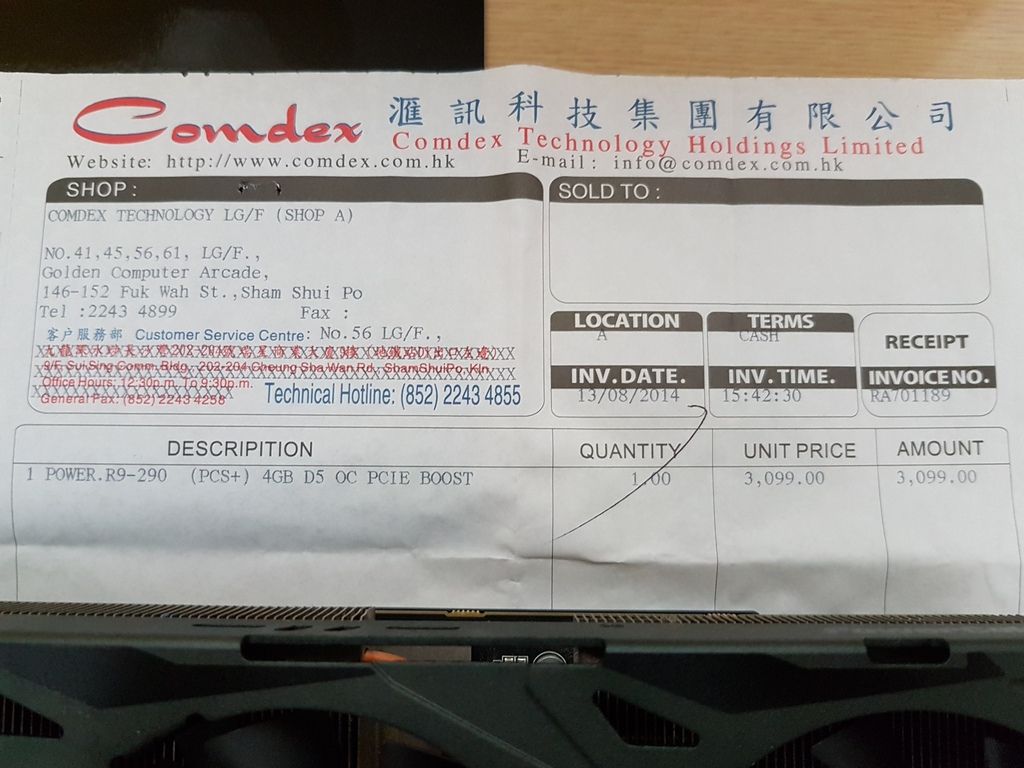 Comdex 滙訊科技集團有限公司
Comdex Technology Holdings Limited
Website: http://www.comdex.com.hk E-mail: info@comdex.com.hk
SHOP:
COMDEX TECHNOLOGY LG/F (SHOP A)
NO.41,45,56,61, LG/F.,
Golden Computer Arcade,
146-152 Fuk Wah St.,Sham Shui Po
Tel :2243 4899 Fax :
客户服務部 Customer Service Centre: No.56 LG/F.,
9/F, Sui Sing Comm. Bldg., 202-204 Cheung Sha Wan Rd., ShamShuiPo, Kln.
Office Hours: 12:30p.m. To 9:30p.m.
General Fax: (852) 2243 4258
Technical Hotline: (852) 2243 4855
SOLD TO :
LOCATION
A
TERMS
CASH
RECEIPT
INV.DATE.
13/08/2014
INV.TIME.
15:42:30
INVOICE NO.
RA701189
DESCRIPITION QUANTITY UNIT PRICE AMOUNT
1 POWER.R9-290 (PCS+) 4GB D5 OC PCIE BOOST 1.00 3,099.00 3,099.00